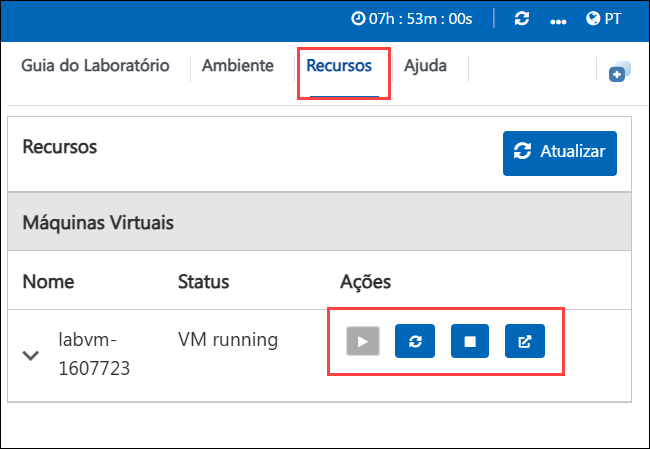 07h : 53m : 00s PT
Guia do Laboratório Ambiente Recursos Ajuda
Recursos Atualizar
Máquinas Virtuais
Nome Status Ações
labvm- VM running
1607723